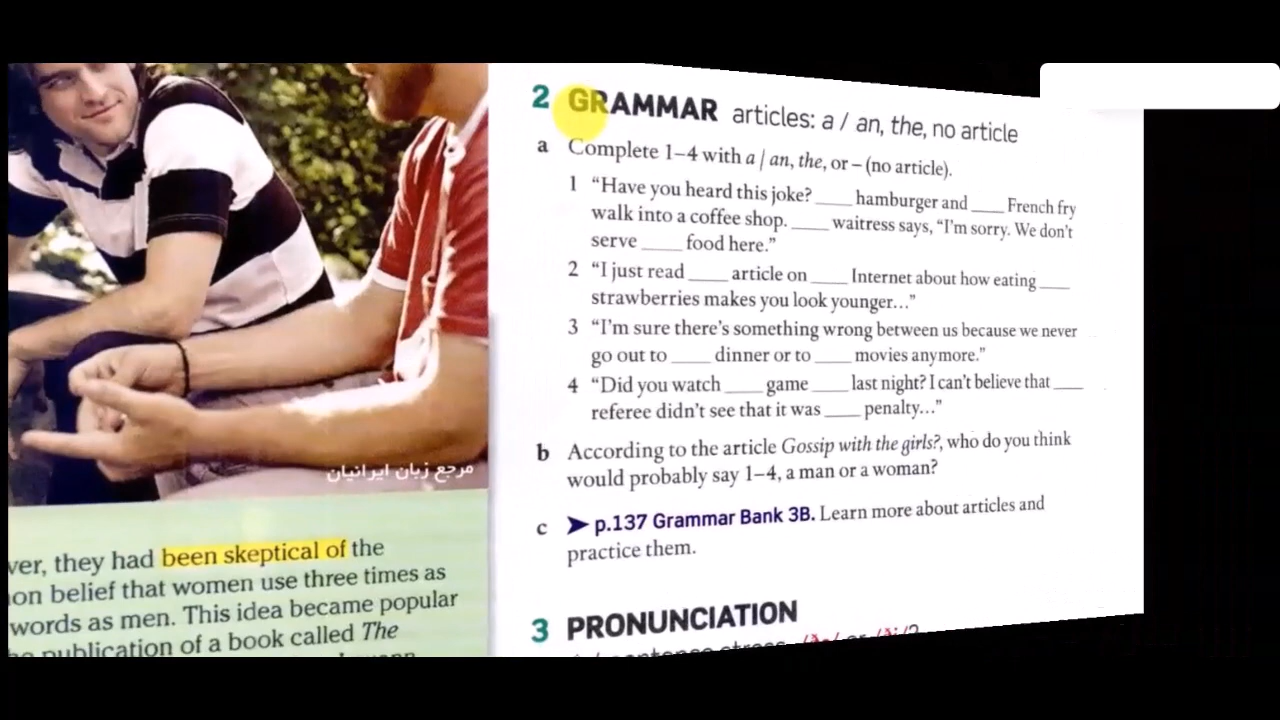 مرجع زبان ایرانیان
ver, they had been skeptical of the
on belief that women use three times as
words as men. This idea became popular
publication of a book called The
2 GRAMMAR articles: a / an, the, no article
a Complete 1–4 with a / an, the, or – (no article).
1 “Have you heard this joke? ____ hamburger and ____ French fry
walk into a coffee shop. ____ waitress says, “I'm sorry. We don't
serve ____ food here.”
2 “I just read ____ article on ____ Internet about how eating ____
strawberries makes you look younger...”
3 “I'm sure there's something wrong between us because we never
go out to ____ dinner or to ____ movies anymore.”
4 “Did you watch ____ game ____ last night? I can't believe that ____
referee didn't see that it was ____ penalty...”
b According to the article Gossip with the girls?, who do you think
would probably say 1–4, a man or a woman?
c ➤ p.137 Grammar Bank 3B. Learn more about articles and
practice them.
3 PRONUNCIATION